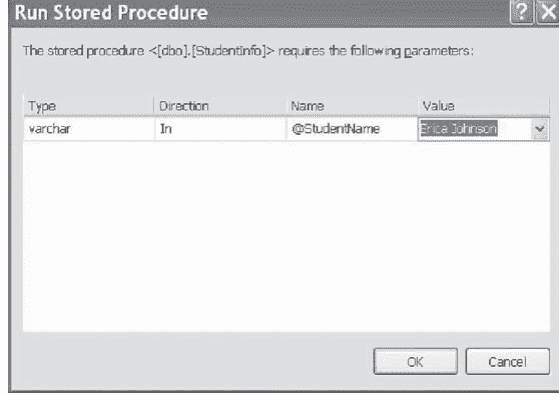 Run Stored Procedure
The stored procedure <[dbo].[StudentInfo]> requires the following parameters:
Type Direction Name Value
varchar In @StudentName Erica Johnson
OK Cancel